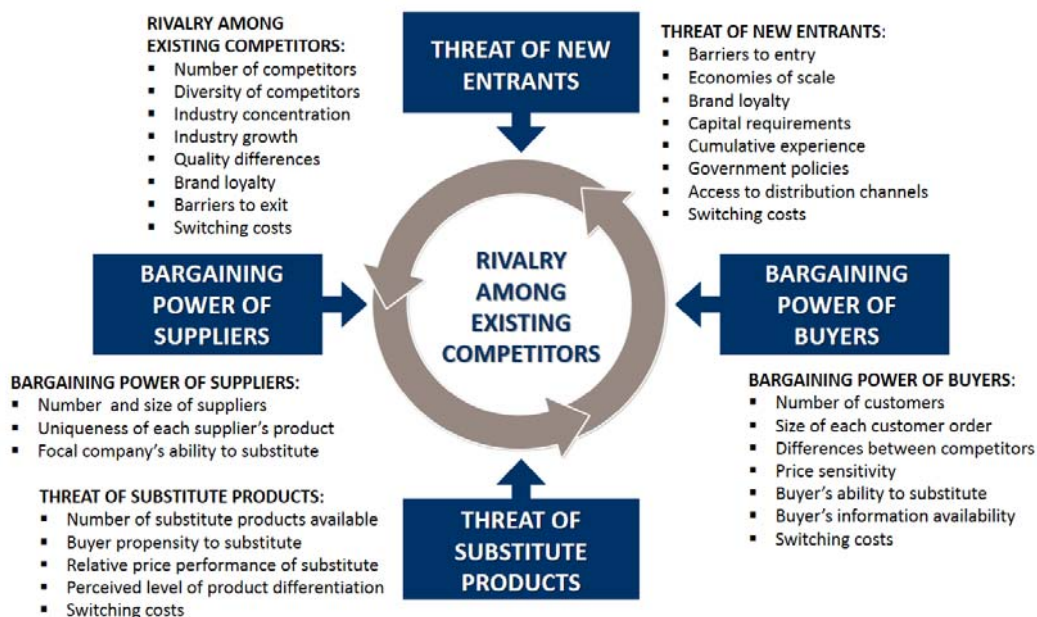 RIVALRY AMONG
EXISTING COMPETITORS:
▪ Number of competitors
▪ Diversity of competitors
▪ Industry concentration
▪ Industry growth
▪ Quality differences
▪ Brand loyalty
▪ Barriers to exit
▪ Switching costs
THREAT OF NEW
ENTRANTS
THREAT OF NEW ENTRANTS:
▪ Barriers to entry
▪ Economies of scale
▪ Brand loyalty
▪ Capital requirements
▪ Cumulative experience
▪ Government policies
▪ Access to distribution channels
▪ Switching costs
BARGAINING
POWER OF
SUPPLIERS
RIVALRY
AMONG
EXISTING
COMPETITORS
BARGAINING
POWER OF
BUYERS
BARGAINING POWER OF SUPPLIERS:
▪ Number and size of suppliers
▪ Uniqueness of each supplier's product
▪ Focal company's ability to substitute
BARGAINING POWER OF BUYERS:
▪ Number of customers
▪ Size of each customer order
▪ Differences between competitors
▪ Price sensitivity
▪ Buyer's ability to substitute
▪ Buyer's information availability
▪ Switching costs
THREAT OF SUBSTITUTE PRODUCTS:
▪ Number of substitute products available
▪ Buyer propensity to substitute
▪ Relative price performance of substitute
▪ Perceived level of product differentiation
▪ Switching costs
THREAT OF
SUBSTITUTE
PRODUCTS